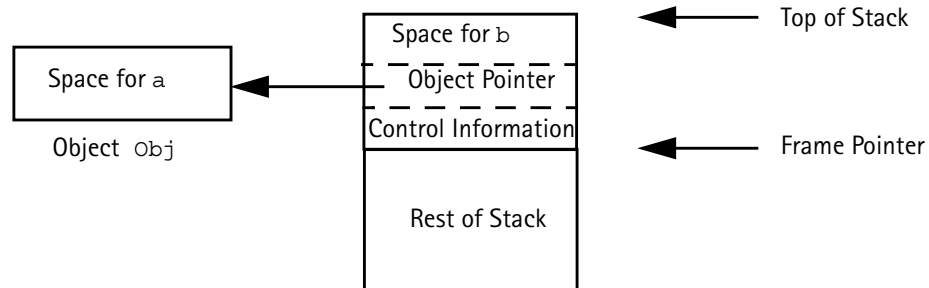 Top of Stack
Space for b
Space for a
Object Pointer
Control Information
Object Obj
Frame Pointer
Rest of Stack